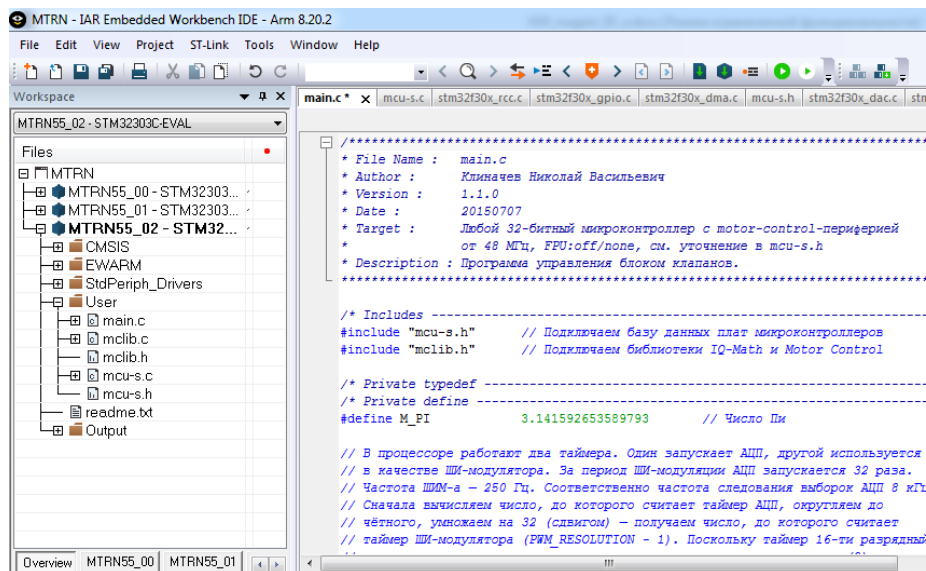 MTRN - IAR Embedded Workbench IDE - Arm 8.20.2
File Edit View Project ST-Link Tools Window Help
Workspace
main.c * x mcu-s.c stm32f30x_rcc.c stm32f30x_gpio.c stm32f30x_dma.c mcu-s.h stm32f30x_dac.c
MTRN55_02 - STM32303C-EVAL
Files
MTRN
MTRN55_00 - STM32303...
MTRN55_01 - STM32303...
MTRN55_02 - STM32...
CMSIS
EWARM
StdPeriph_Drivers
User
main.c
mclib.c
mclib.h
mcu-s.c
mcu-s.h
readme.txt
Output
Overview MTRN55_00 MTRN55_01
/*******************************************************************************
* File Name : main.c
* Author : Клиначев Николай Васильевич
* Version : 1.1.0
* Date : 20150707
* Target : Любой 32-битный микроконтроллер с motor-control-периферией
* от 48 МГц, FPU:off/none, см. уточнение в mcu-s.h
* Description : Программа управления блоком клапанов.
*******************************************************************************
/* Includes ------------------------------------------------------------
#include "mcu-s.h" // Подключаем базу данных плат микроконтроллеров
#include "mclib.h" // Подключаем библиотеки IQ-Math и Motor Control
/* Private typedef -----------------------------------------------------
/* Private define ------------------------------------------------------
#define M_PI 3.141592653589793 // Число Пи
// В процессоре работают два таймера. Один запускает АЦП, другой используется
// в качестве ШИ-модулятора. За период ШИ-модуляции АЦП запускается 32 раза.
// Частота ШИМ-а — 250 Гц. Соответственно частота следования выборок АЦП 8 кГц
// Сначала вычисляем число, до которого считает таймер АЦП, округляем до
// чётного, умножаем на 32 (сдвигом) — получаем число, до которого считает
// таймер ШИ-модулятора (PWM_RESOLUTION - 1). Поскольку таймер 16-ти разрядный